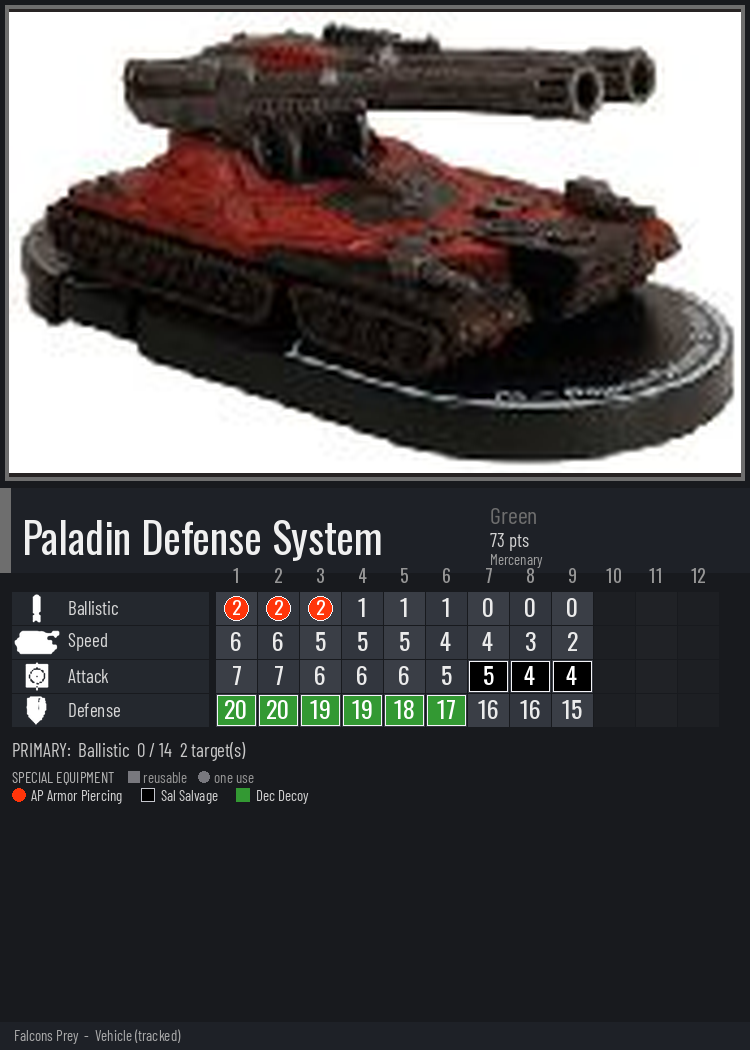 Paladin Defense System
Green
73 pts
Mercenary
1 2 3 4 5 6 7 8 9 10 11 12
Ballistic 2 2 2 1 1 1 0 0 0
Speed 6 6 5 5 5 4 4 3 2
Attack 7 7 6 6 6 5 5 4 4
Defense 20 20 19 19 18 17 16 16 15
PRIMARY: Ballistic 0 / 14 2 target(s)
SPECIAL EQUIPMENT reusable one use
AP Armor Piercing Sal Salvage Dec Decoy
Falcons Prey - Vehicle (tracked)